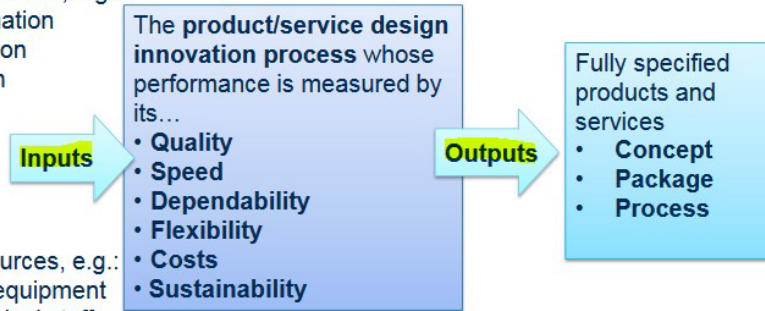 ation
on
The product/service design
innovation process whose
performance is measured by
its…
• Quality
• Speed
• Dependability
• Flexibility
• Costs
• Sustainability
Inputs
Outputs
Fully specified
products and
services
• Concept
• Package
• Process
urces, e.g.:
equipment